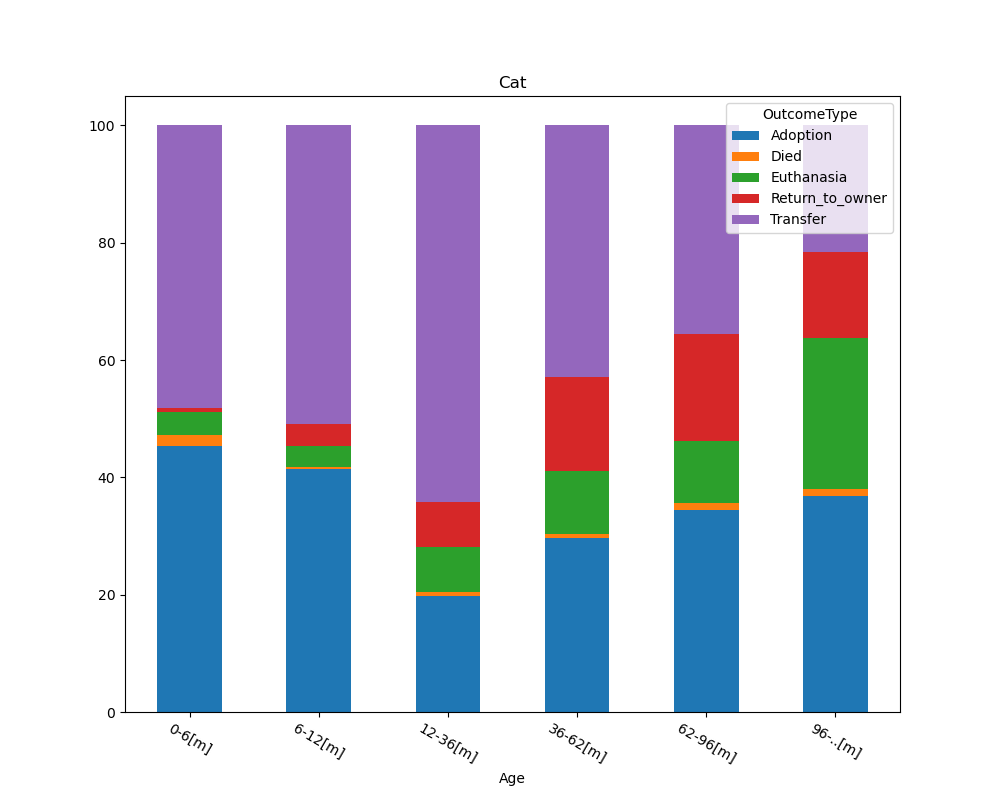 Cat
OutcomeType
Adoption
Died
Euthanasia
Return_to_owner
Transfer
100
80
60
40
20
0
0-6[m]
6-12[m]
12-36[m]
36-62[m]
62-96[m]
96-..[m]
Age